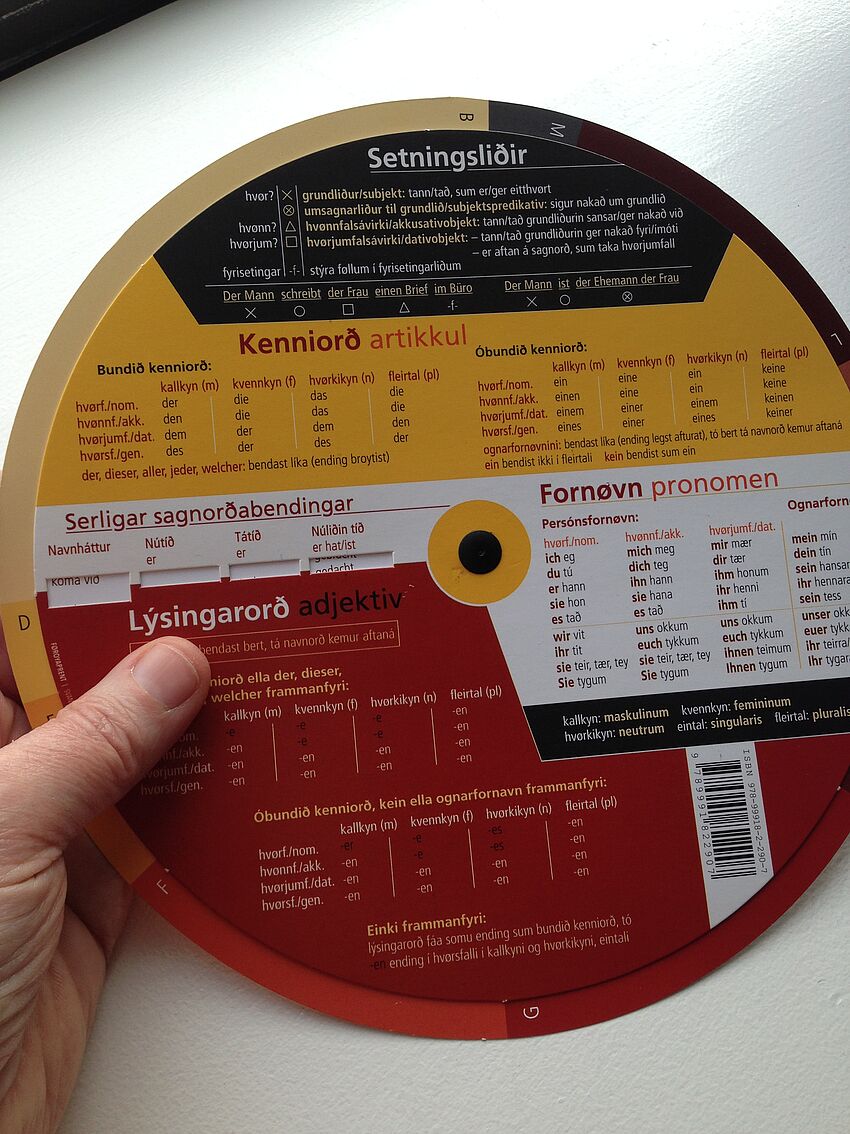 B
M
L
D
F
G
Setningsliðir
hvør? × grundliður/subjekt: tann/tað, sum er/ger eitthvørt
⊗ umsagnarliður til grundlið/subjektspredikativ: sigur nakað um grundlið
hvønn? △ hvønnfalsávirki/akkusativobjekt: tann/tað grundliðurin sansar/ger nakað við
hvørjum? □ hvørjumfalsávirki/dativobjekt: – tann/tað grundliðurin ger nakað fyri/ímóti
– er aftan á sagnorð, sum taka hvørjumfall
fyrisetingar -f- stýra føllum í fyrisetingarliðum
Der Mann schreibt der Frau einen Brief im Büro Der Mann ist der Ehemann der Frau
× ○ □ △ -f- × ○ ⊗
Kenniorð artikkul
Bundið kenniorð:
kallkyn (m) kvennkyn (f) hvørkikyn (n) fleirtal (pl)
hvørf./nom. der die das die
hvønnf./akk. den die das die
hvørjumf./dat. dem der dem den
hvørsf./gen. des der des der
der, dieser, aller, jeder, welcher: bendast líka (ending broytist)
Óbundið kenniorð:
kallkyn (m) kvennkyn (f) hvørkikyn (n) fleirtal (pl)
hvørf./nom. ein eine ein keine
hvønnf./akk. einen eine ein keine
hvørjumf./dat. einem einer einem keinen
hvørsf./gen. eines einer eines keiner
ognarfornøvnini: bendast líka (ending legst afturat), tó bert tá navnorð kemur aftaná
ein bendist ikki í fleirtali kein bendist sum ein
Serligar sagnorðabendingar
Navnháttur Nútíð Tátíð Núliðin tíð
er er er hat/ist
gedacht
koma við
Fornøvn pronomen
Persónsfornøvn:
hvørf./nom. hvønnf./akk. hvørjumf./dat.
ich eg mich meg mir mær mein mín
du tú dich teg dir tær dein tín
er hann ihn hann ihm honum
sie hon sie hana ihr henni
es tað es tað ihm tí sein tess
wir vit uns okkum uns okkum
ihr tit euch tykkum euch tykkum
sie teir, tær, tey sie teir, tær, tey ihnen teimum
Sie tygum Sie tygum Ihnen tygum
kallkyn: maskulinum kvennkyn: femininum
hvørkikyn: neutrum eintal: singularis fleirtal: pluralis
Lýsingarorð adjektiv
bendast bert, tá navnorð kemur aftaná
ella der, dieser,
welcher frammanfyri:
kallkyn (m) kvennkyn (f) hvørkikyn (n) fleirtal (pl)
-e -e -e -en
-en -e -e -en
-en -en -en -en
hvørsf./gen. -en -en -en -en
Óbundið kenniorð, kein ella ognarfornavn frammanfyri:
kallkyn (m) kvennkyn (f) hvørkikyn (n) fleirtal (pl)
hvørf./nom. -er -e -es -en
hvønnf./akk. -en -e -es -en
hvørjumf./dat. -en -en -en -en
hvørsf./gen. -en -en -en -en
Einki frammanfyri:
lýsingarorð fáa somu ending sum bundið kenniorð, tó
-en ending í hvørsfalli í kallkyni og hvørkikyni, eintali
ISBN 978-99918-2-290-7
9 789991 822907
FØROYAPRENT